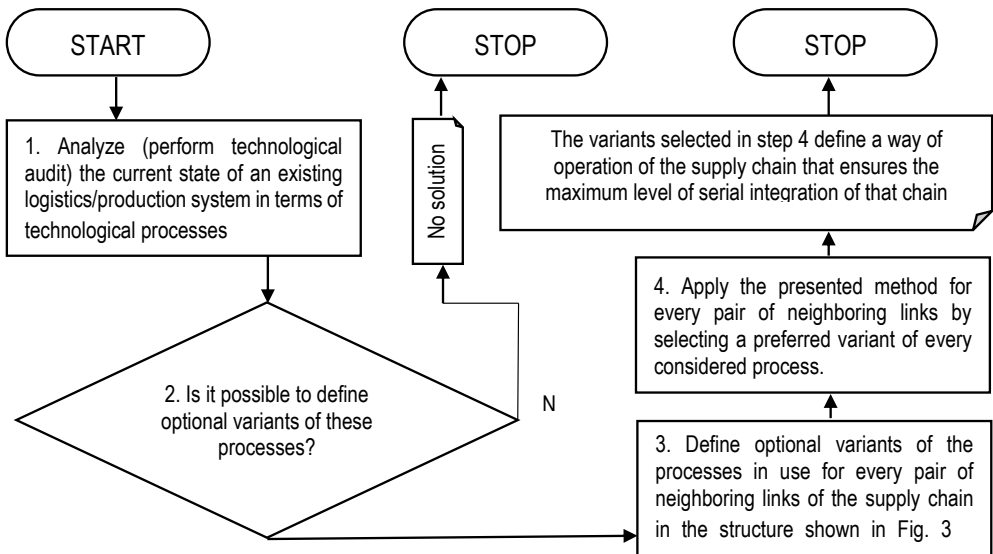 START
1. Analyze (perform technological
audit) the current state of an existing
logistics/production system in terms of
technological processes
2. Is it possible to define
optional variants of these
processes?
N
No solution
STOP
3. Define optional variants of the
processes in use for every pair of
neighboring links of the supply chain
in the structure shown in Fig. 3
4. Apply the presented method for
every pair of neighboring links by
selecting a preferred variant of every
considered process.
The variants selected in step 4 define a way of
operation of the supply chain that ensures the
maximum level of serial integration of that chain
STOP